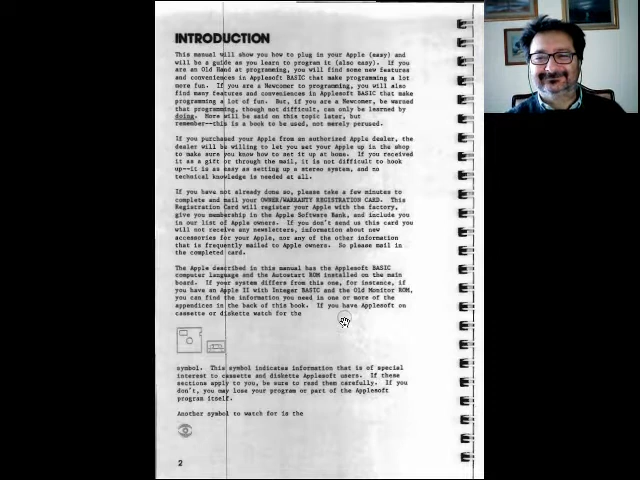 INTRODUCTION
This manual will show you how to plug in your Apple (easy) and
will be a guide as you learn to program it (also easy). If you
are an Old Hand at programming, you will find some new features
and conveniences in Applesoft BASIC that make programming a lot
more fun. If you are a Newcomer to programming, you will also
find many features and conveniences in Applesoft BASIC that make
programming a lot of fun. But, if you are a Newcomer, be warned
that programming, though not difficult, can only be learned by
doing. More will be said on this topic later, but
remember--this is a book to be used, not merely perused.
If you purchased your Apple from an authorized Apple dealer, the
dealer will be willing to let you set your Apple up in the shop
to make sure you know how to set it up at home. If you received
it as a gift or through the mail, it is not difficult to hook
up--it is as easy as setting up a stereo system, and no
technical knowledge is needed at all.
If you have not already done so, please take a few minutes to
complete and mail your OWNER/WARRANTY REGISTRATION CARD. This
Registration Card will register your Apple with the factory,
give you membership in the Apple Software Bank, and include you
in our list of Apple owners. If you don't send us this card you
will not receive any newsletters, information about new
accessories for your Apple, nor any of the other information
that is frequently mailed to Apple owners. So please mail in
the completed card.
The Apple described in this manual has the Applesoft BASIC
computer language and the Autostart ROM installed on the main
board. If your system differs from this one, for instance, if
you have an Apple II with Integer BASIC and the Old Monitor ROM,
you can find the information you need in one or more of the
appendices in the back of this book. If you have Applesoft on
cassette or diskette watch for the
symbol. This symbol indicates information that is of special
interest to cassette and diskette Applesoft users. If these
sections apply to you, be sure to read them carefully. If you
don't, you may lose your program or part of the Applesoft
program itself.
Another symbol to watch for is the
2